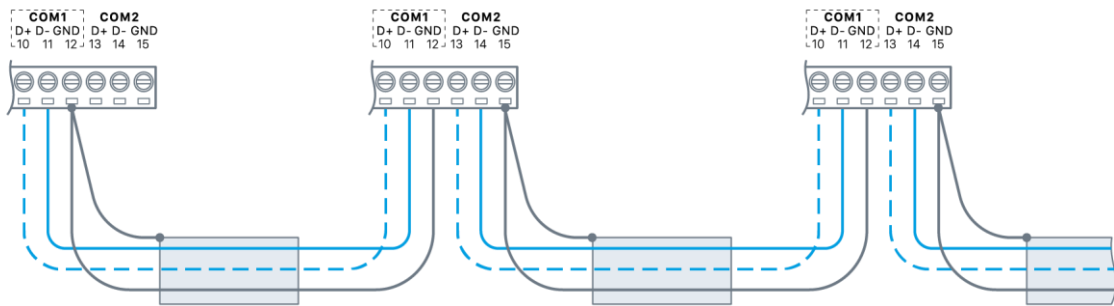 COM1 COM2
D+ D- GND D+ D- GND
10 11 12 13 14 15
COM1 COM2
D+ D- GND D+ D- GND
10 11 12 13 14 15
COM1 COM2
D+ D- GND D+ D- GND
10 11 12 13 14 15